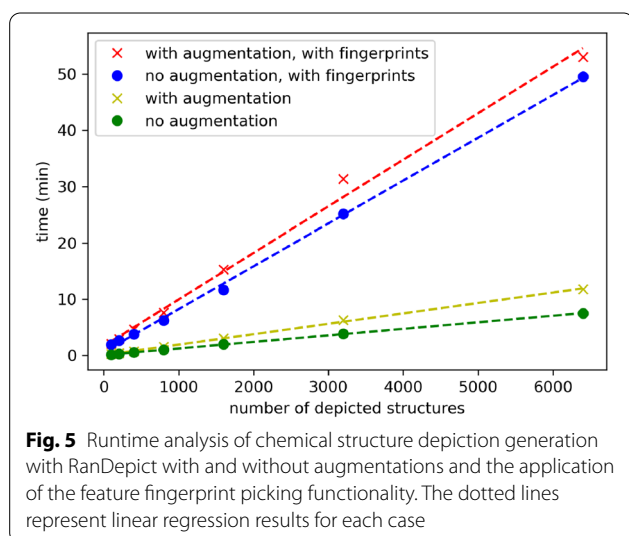 with augmentation, with fingerprints
no augmentation, with fingerprints
with augmentation
no augmentation
time (min)
50
40
30
20
10
0
0 1000 2000 3000 4000 5000 6000
number of depicted structures
Fig. 5 Runtime analysis of chemical structure depiction generation
with RanDepict with and without augmentations and the application
of the feature fingerprint picking functionality. The dotted lines
represent linear regression results for each case